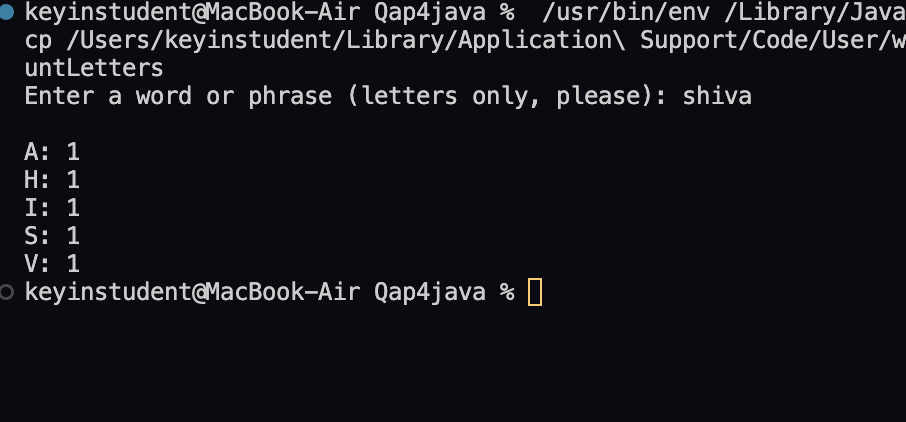 keyinstudent@MacBook-Air Qap4java %  /usr/bin/env /Library/Java
cp /Users/keyinstudent/Library/Application\ Support/Code/User/w
untLetters
Enter a word or phrase (letters only, please): shiva
A: 1
H: 1
I: 1
S: 1
V: 1
keyinstudent@MacBook-Air Qap4java %